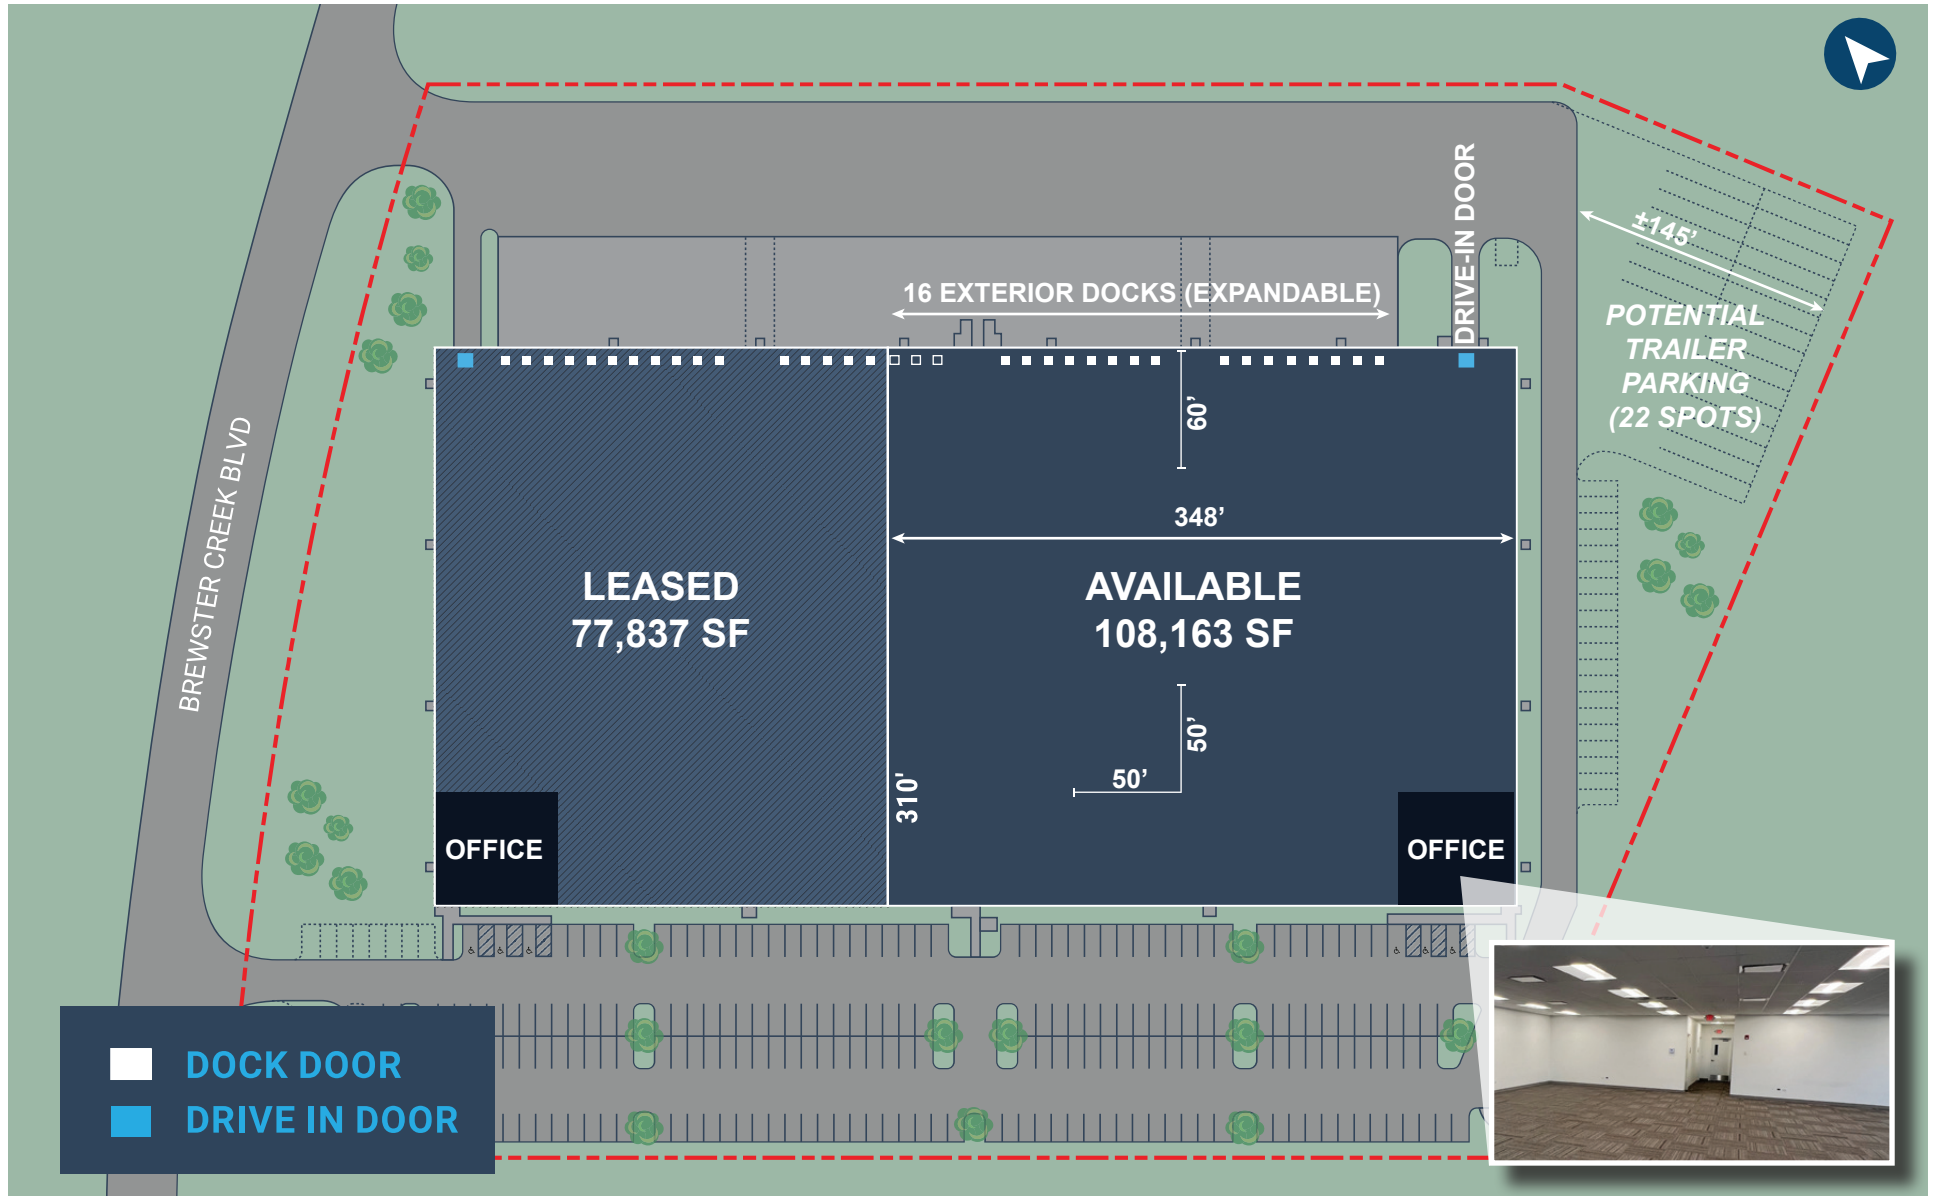 DRIVE-IN DOOR
±145’
16 EXTERIOR DOCKS (EXPANDABLE)
POTENTIAL
TRAILER
PARKING
(22 SPOTS)
60’
BREWSTER CREEK BLVD
348’
LEASED
77,837 SF
AVAILABLE
108,163 SF
50’
50’
310'
OFFICE
OFFICE
DOCK DOOR
DRIVE IN DOOR